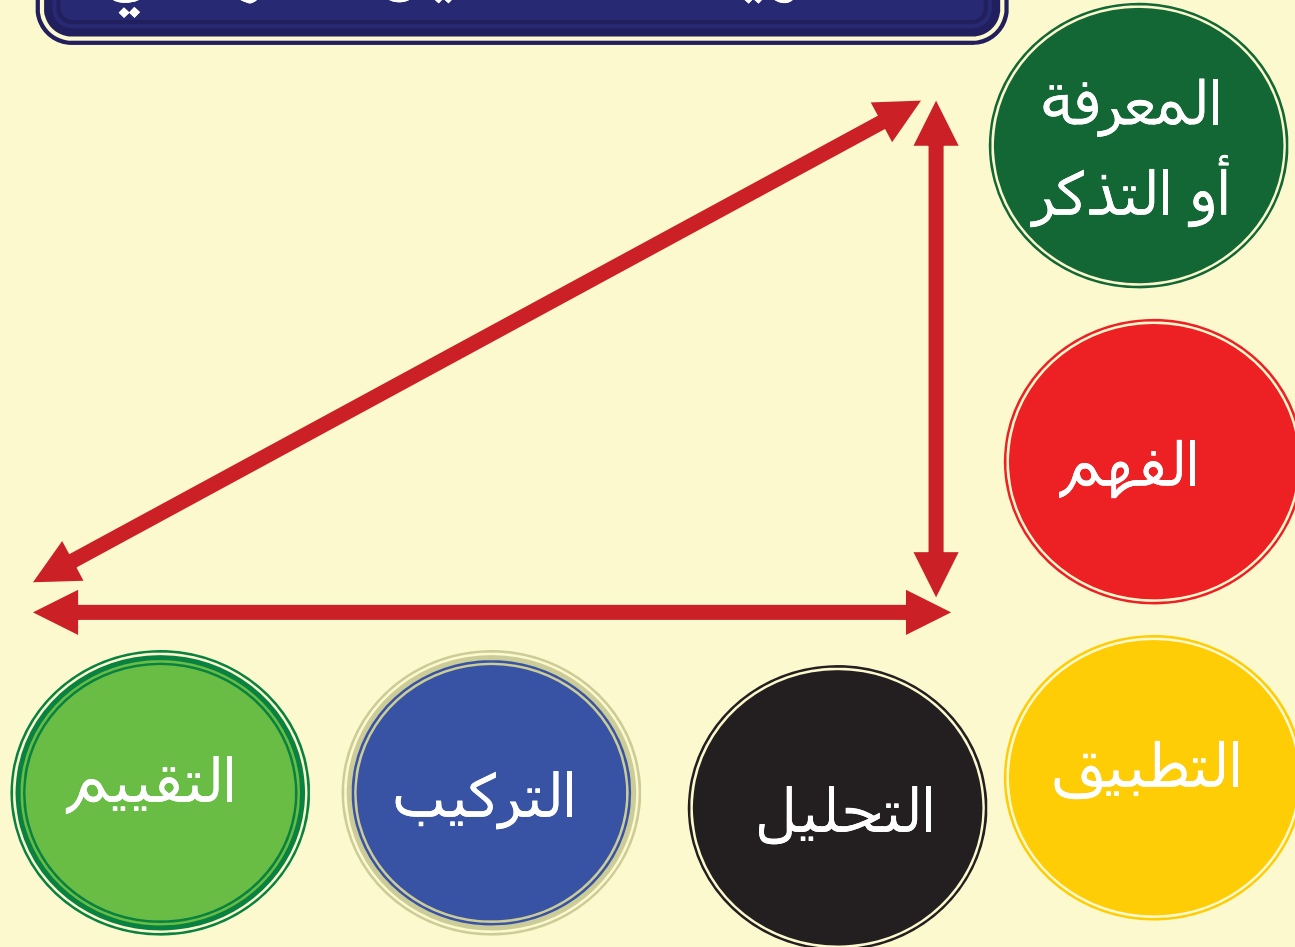 المعرفة
أو التذكر
الفهم
التطبيق
التحليل
التركيب
التقييم